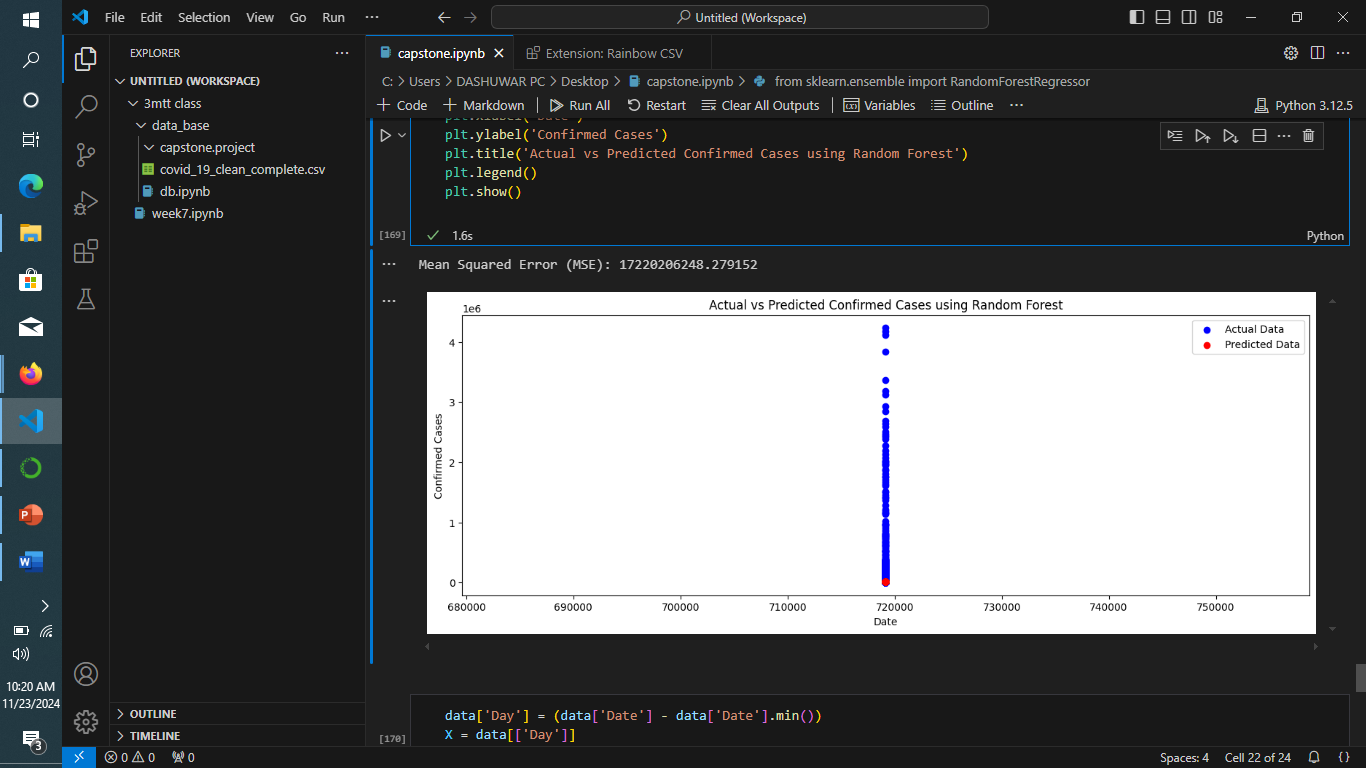 File Edit Selection View Go Run ··· Untitled (Workspace)
EXPLORER ···
UNTITLED (WORKSPACE)
3mtt class
data_base
capstone.project
covid_19_clean_complete.csv
db.ipynb
week7.ipynb
capstone.ipynb Extension: Rainbow CSV
C: > Users > DASHUWAR PC > Desktop > capstone.ipynb > from sklearn.ensemble import RandomForestRegressor
+ Code + Markdown | Run All Restart Clear All Outputs | Variables Outline ··· Python 3.12.5
plt.ylabel('Confirmed Cases')
plt.title('Actual vs Predicted Confirmed Cases using Random Forest')
plt.legend()
plt.show()
[169] 1.6s Python
Mean Squared Error (MSE): 17220206248.279152
Actual vs Predicted Confirmed Cases using Random Forest
1e6
Actual Data
Predicted Data
4
3
2
1
0
Confirmed Cases
680000 690000 700000 710000 720000 730000 740000 750000
Date
data['Day'] = (data['Date'] - data['Date'].min())
X = data[['Day']]
[170]
OUTLINE
TIMELINE
10:20 AM
11/23/2024
3
0 0 0 Spaces: 4 Cell 22 of 24